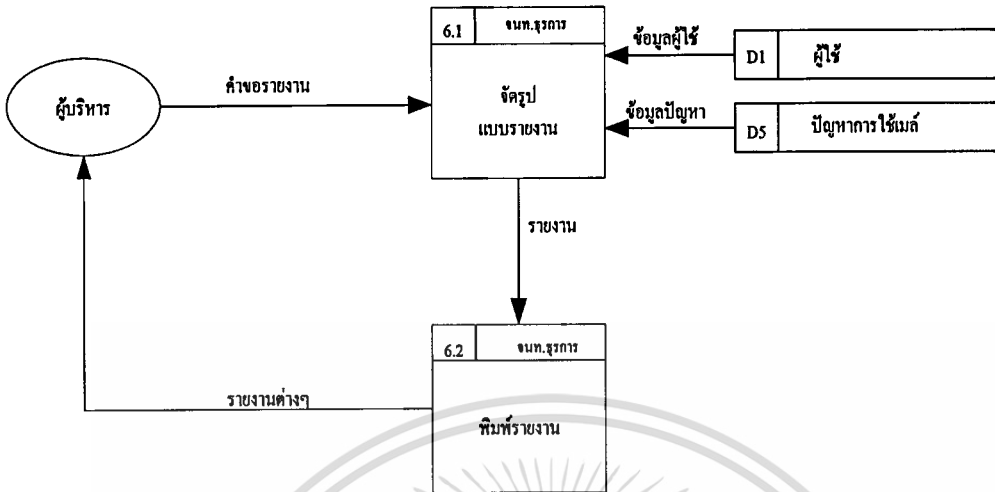 6.1 จนท.ธุรการ
ข้อมูลผู้ใช้
D1 ผู้ใช้
คำขอรายงาน
ผู้บริหาร
จัดรูป
แบบรายงาน
ข้อมูลปัญหา
D5 ปัญหาการใช้เมล์
รายงาน
6.2 จนท.ธุรการ
รายงานต่างๆ
พิมพ์รายงาน